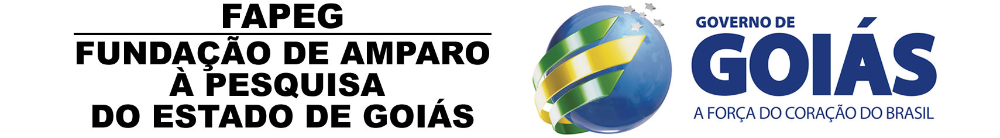 FAPEG
FUNDAÇÃO DE AMPARO
À PESQUISA
DO ESTADO DE GOIÁS
GOVERNO DE
GOIÁS
A FORÇA DO CORAÇÃO DO BRASIL